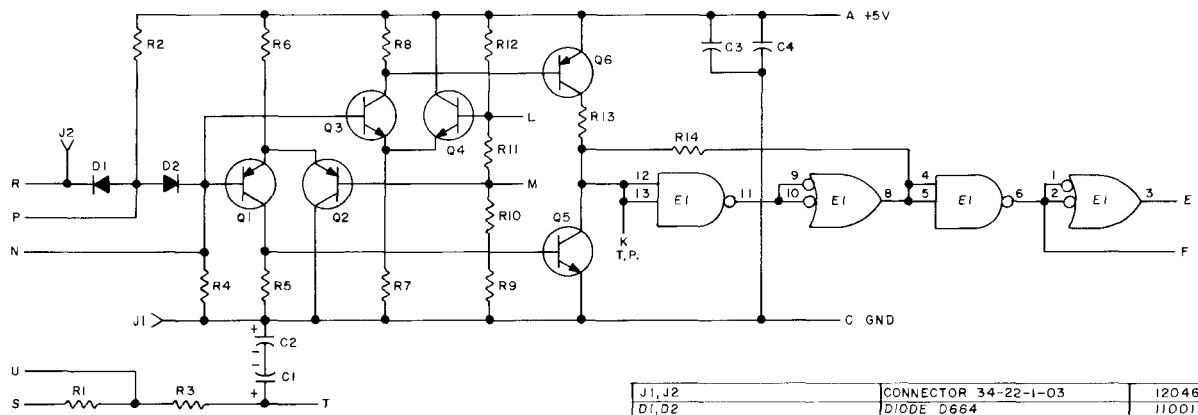 A +5V
R2
R6
R8
R12
C3
C4
Q6
J2
Q3
Q4
L
R13
R11
R14
D1
D2
R
Q1
Q2
M
12
13
E1
11
9
10
E1
8
4
5
E1
6
1
2
E1
3
E
P
R10
Q5
K
T.P.
N
F
R4
R5
R7
R9
J1
C GND
+
C2
-
-
C1
+
U
S
R1
R3
T
J1,J2 CONNECTOR 34-22-1-03 12046
D1,D2 DIODE D664 11001